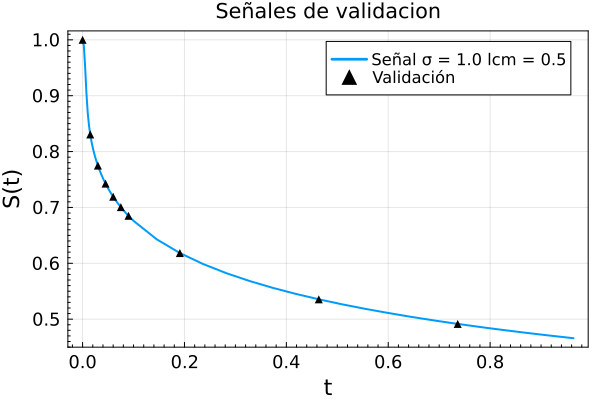 Señales de validacion
Señal σ = 1.0 lcm = 0.5
Validación
S(t)
1.0
0.9
0.8
0.7
0.6
0.5
0.0 0.2 0.4 0.6 0.8
t